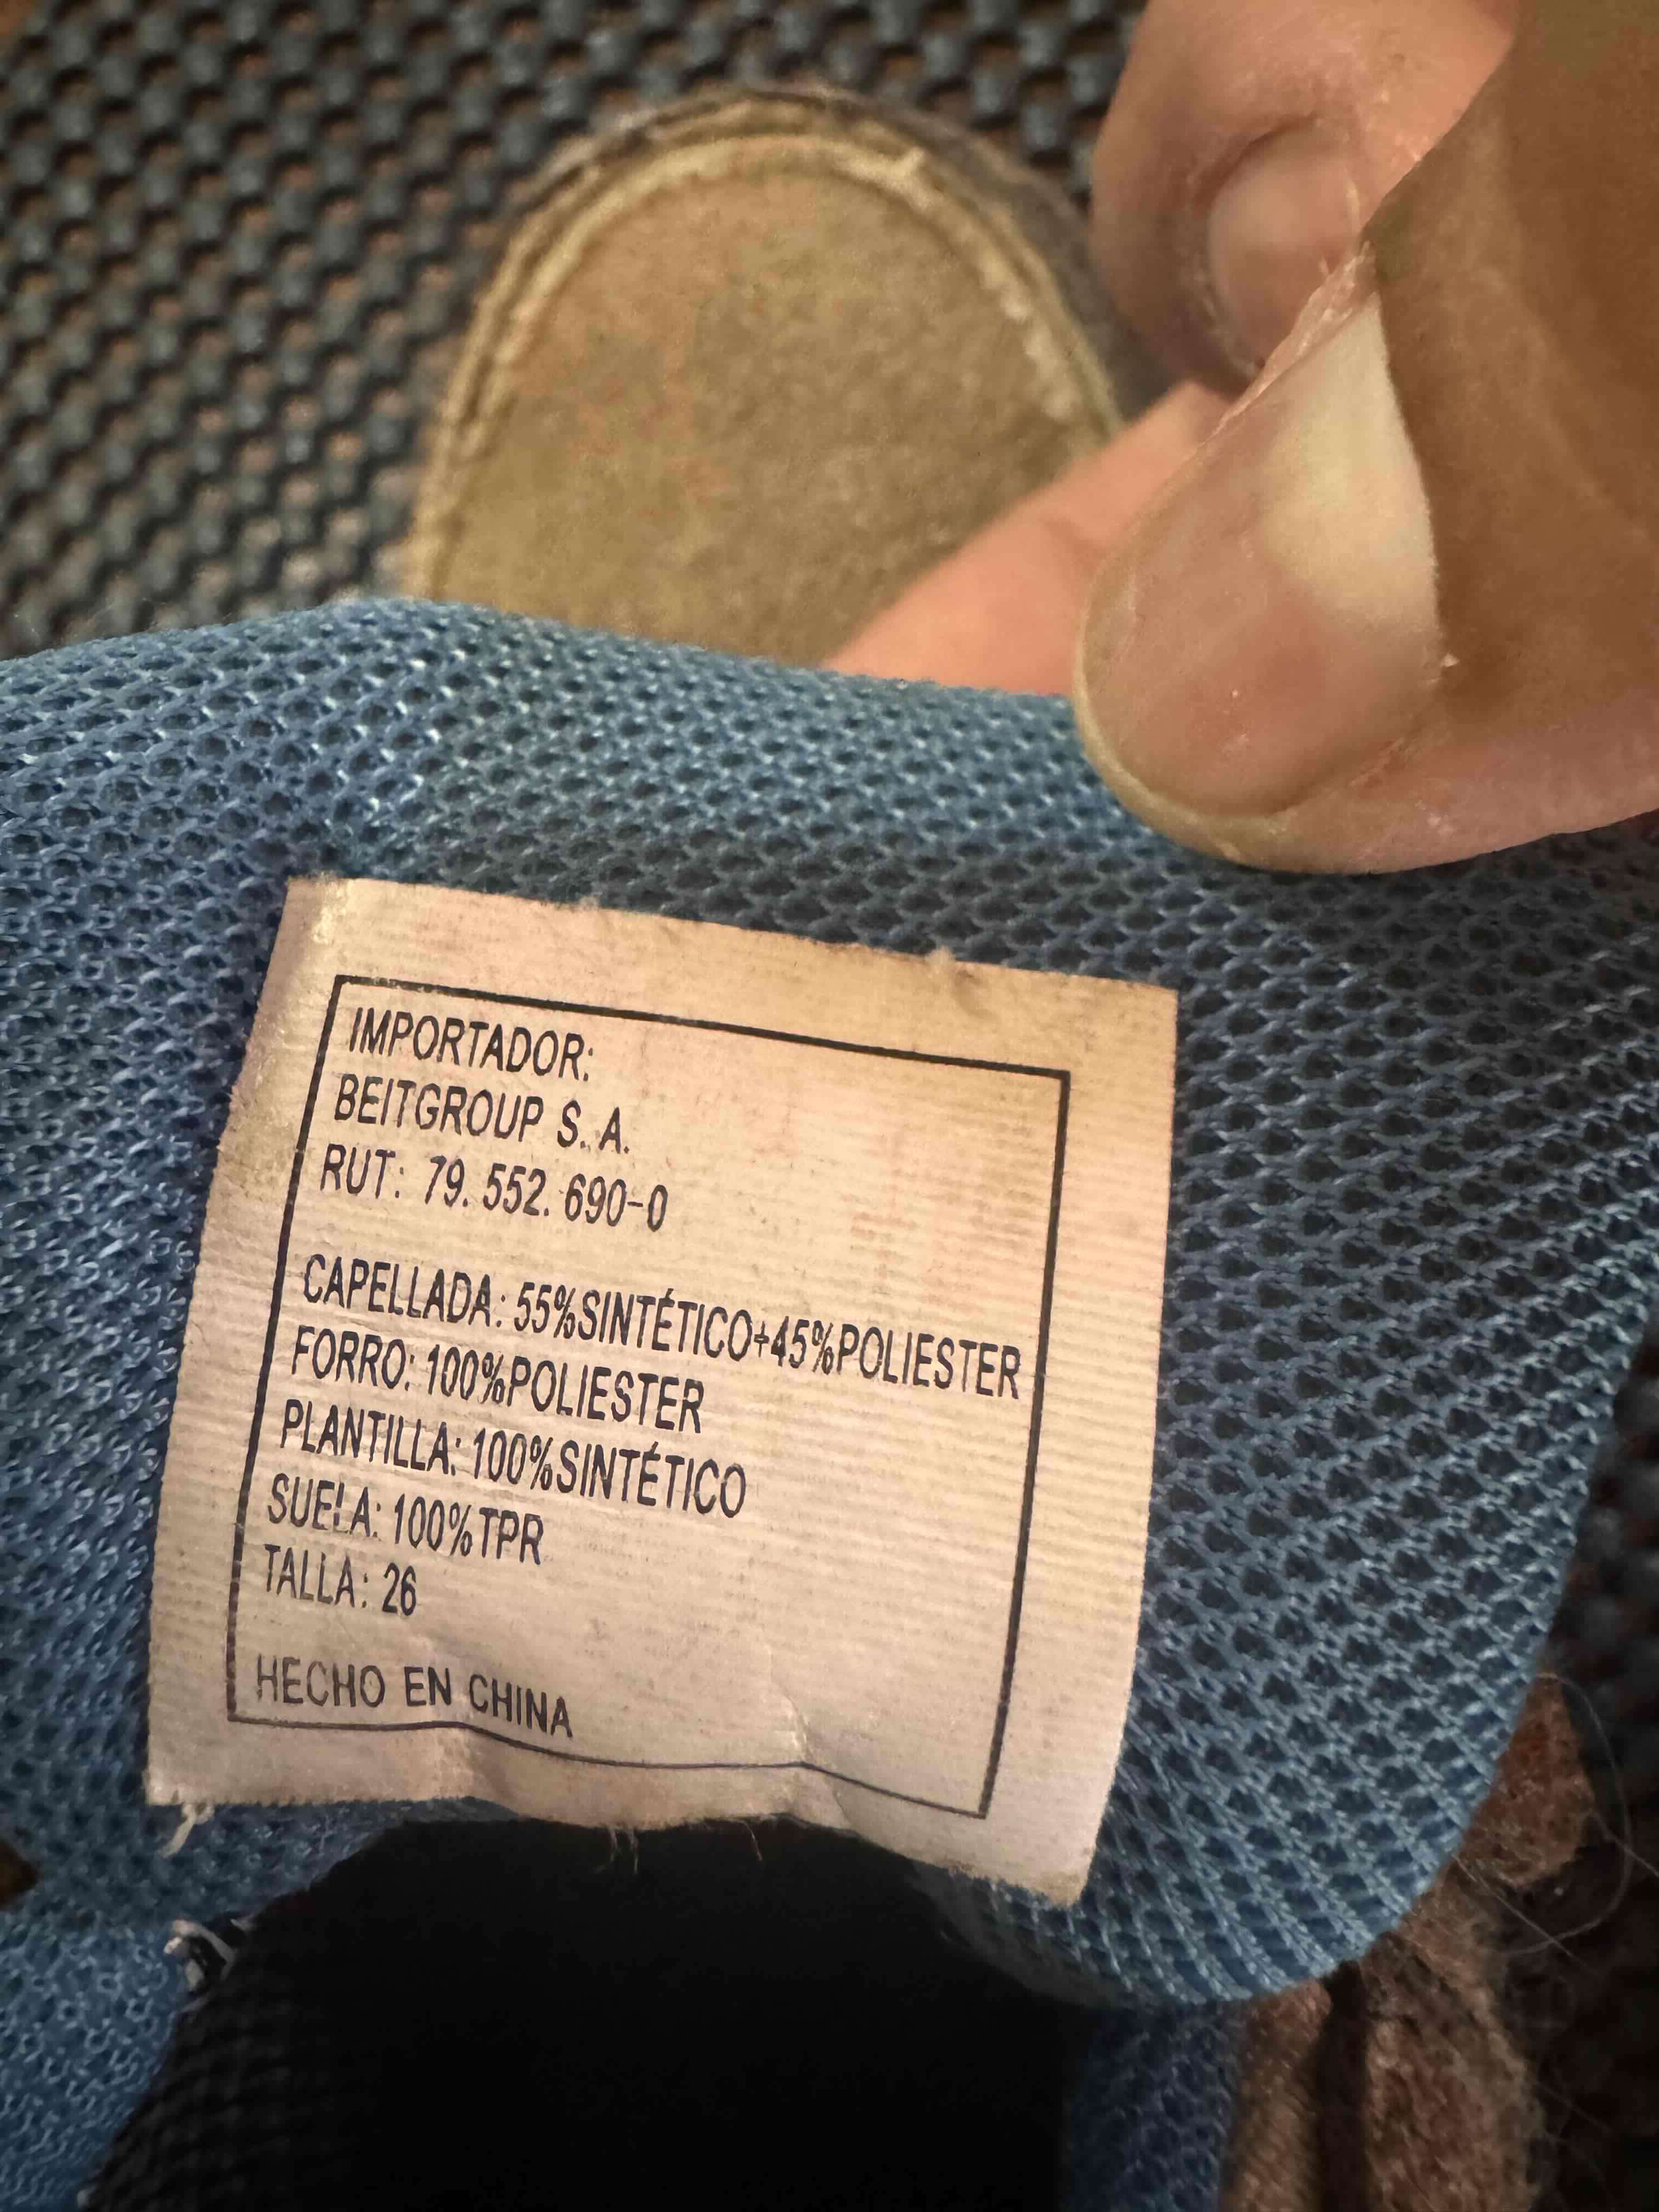 IMPORTADOR:
BEITGROUP S. A.
RUT: 79. 552. 690-0
CAPELLADA: 55%SINTÉTICO+45%POLIESTER
FORRO: 100%POLIESTER
PLANTILLA: 100%SINTÉTICO
SUELA: 100%TPR
TALLA: 26
HECHO EN CHINA